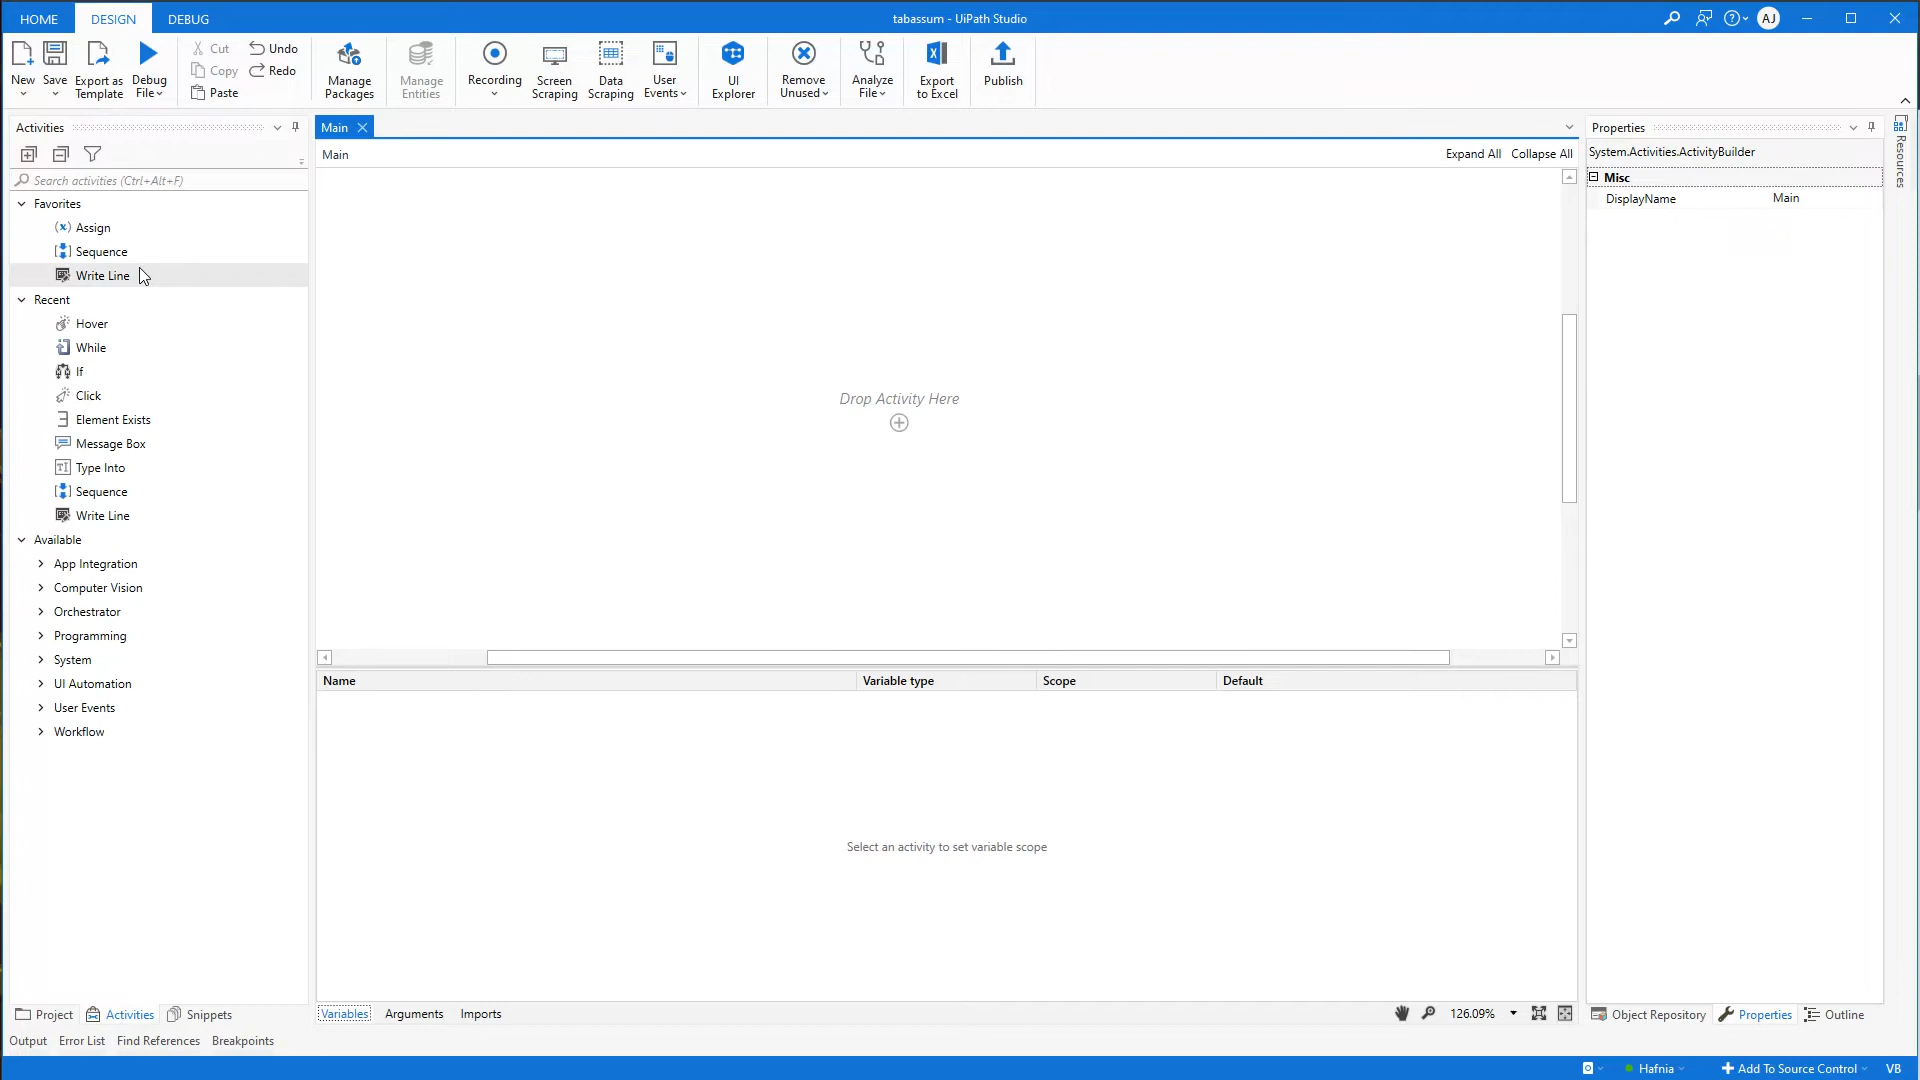 HOME DESIGN DEBUG tabassum - UiPath Studio AJ
New Save Export as Template Debug File Cut Copy Paste Undo Redo Manage Packages Manage Entities Recording Screen Scraping Data Scraping User Events UI Explorer Remove Unused Analyze File Export to Excel Publish
Activities
Search activities (Ctrl+Alt+F)
Favorites
Assign
Sequence
Write Line
Recent
Hover
While
If
Click
Element Exists
Message Box
Type Into
Sequence
Write Line
Available
App Integration
Computer Vision
Orchestrator
Programming
System
UI Automation
User Events
Workflow
Project Activities Snippets
Main
Main Expand All Collapse All
Drop Activity Here
Name Variable type Scope Default
Select an activity to set variable scope
Variables Arguments Imports 126.09%
Properties
System.Activities.ActivityBuilder
Misc
DisplayName Main
Object Repository Properties Outline
Resources
Output Error List Find References Breakpoints
Hafnia Add To Source Control VB